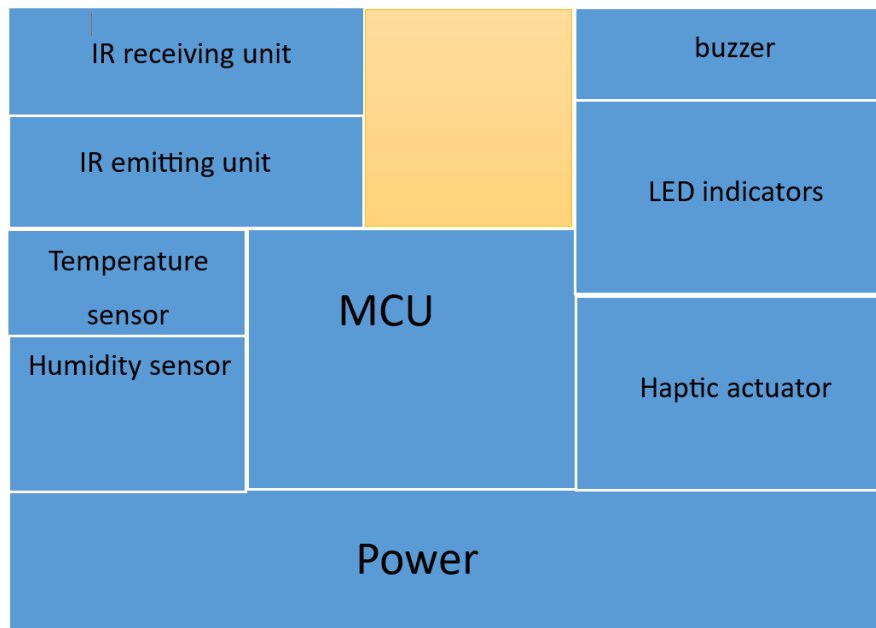 IR receiving unit
buzzer
IR emitting unit
LED indicators
Temperature
sensor
MCU
Humidity sensor
Haptic actuator
Power